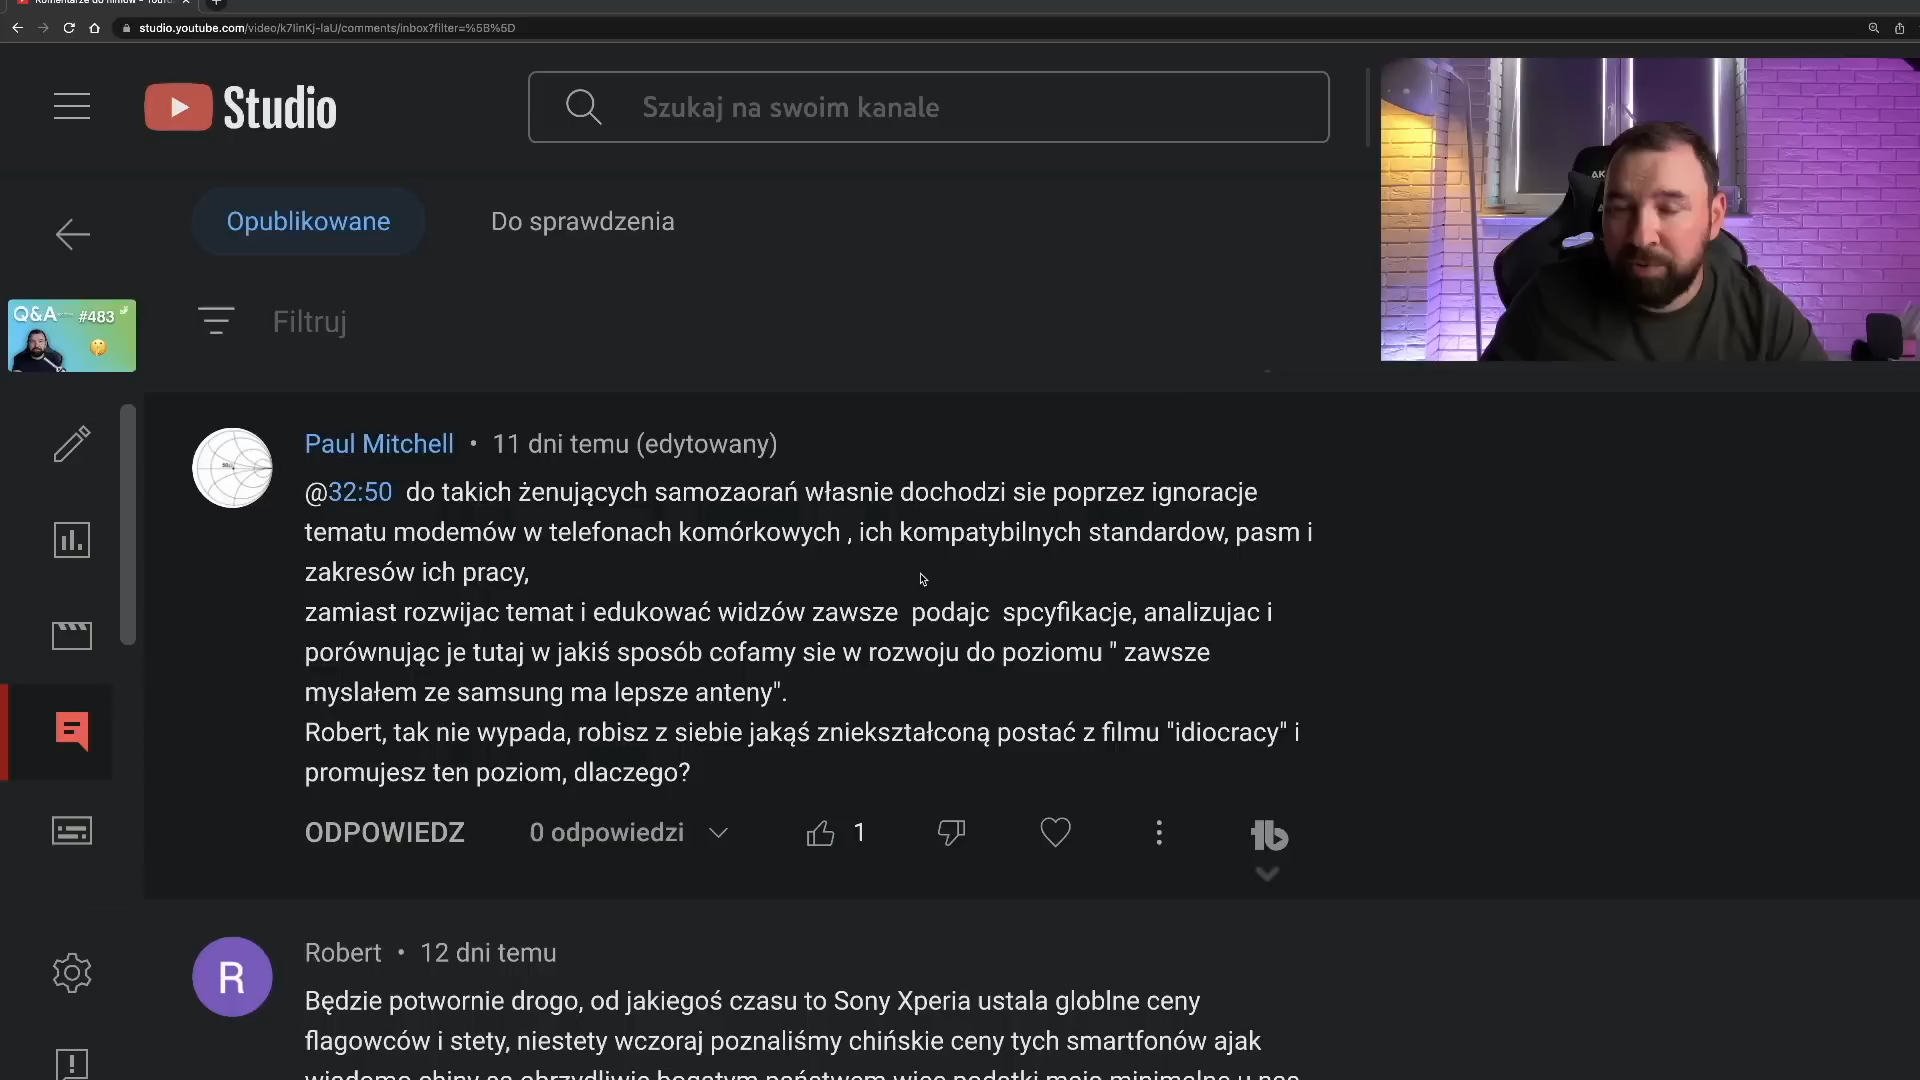 studio.youtube.com/video/k7IinKj-laU/comments/inbox?filter=%5B%5D
Studio
Szukaj na swoim kanale
Opublikowane
Do sprawdzenia
Q&A #483
Filtruj
Paul Mitchell • 11 dni temu (edytowany)
@32:50 do takich żenujących samozaorań własnie dochodzi sie poprzez ignoracje
tematu modemów w telefonach komórkowych , ich kompatybilnych standardow, pasm i
zakresów ich pracy,
zamiast rozwijac temat i edukować widzów zawsze podajc spcyfikacje, analizujac i
porównując je tutaj w jakiś sposób cofamy sie w rozwoju do poziomu " zawsze
myslałem ze samsung ma lepsze anteny".
Robert, tak nie wypada, robisz z siebie jakąś zniekształconą postać z filmu "idiocracy" i
promujesz ten poziom, dlaczego?
ODPOWIEDZ
0 odpowiedzi
1
R
Robert • 12 dni temu
Będzie potwornie drogo, od jakiegoś czasu to Sony Xperia ustala globlne ceny
flagowców i stety, niestety wczoraj poznaliśmy chińskie ceny tych smartfonów ajak